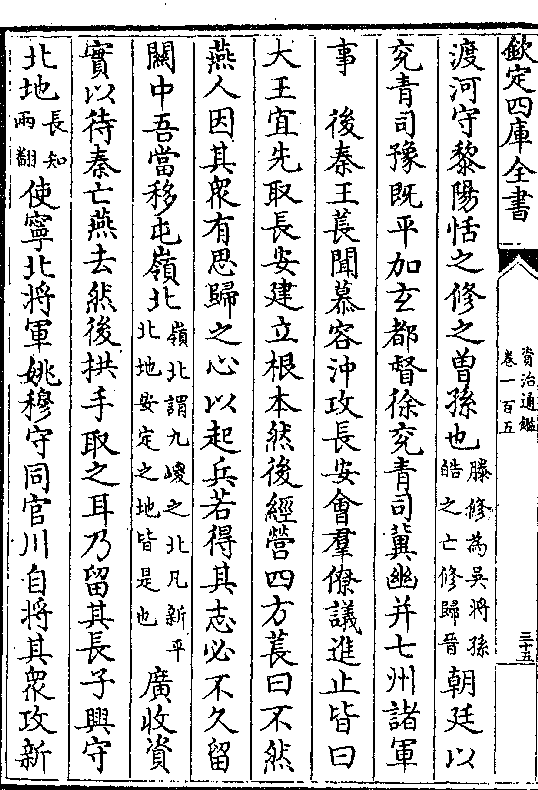 欽定四庫全書
資治通鑑
卷一百五
三十五
渡河守黎陽恬之修之曽孫也滕修為吳將孫皓之亡修歸晉朝廷以
兗青司豫既平加玄都督徐兗青司冀幽并七州諸軍
事　後秦王萇聞慕容沖攻長安會羣僚議進止皆曰
大王宜先取長安建立根本然後經營四方萇曰不然
燕人因其衆有思歸之心以起兵若得其志必不久留
關中吾當移屯嶺北嶺北謂九嵕之北凡新平北地安定之地皆是也廣收資
實以待秦亡燕去然後拱手取之耳乃留其長子興守
北地長知兩翻使寧北将軍姚穆守同官川自将其衆攻新